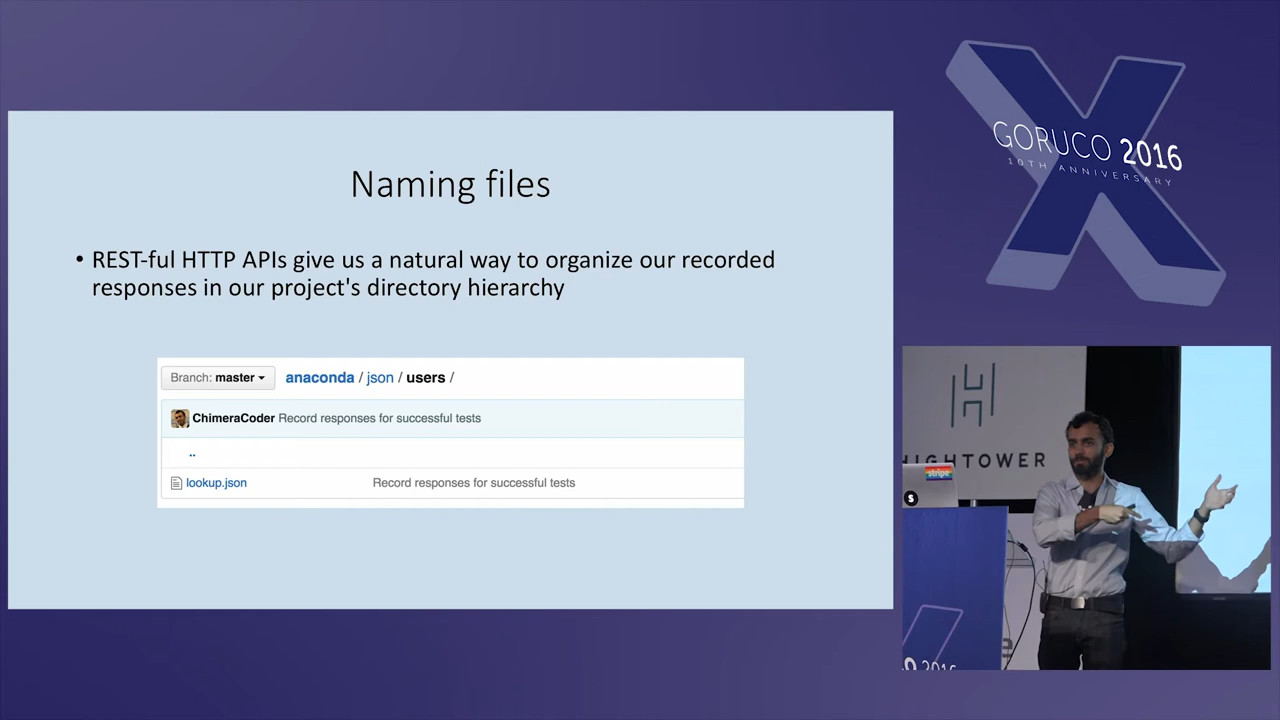 Naming files
• REST-ful HTTP APIs give us a natural way to organize our recorded
responses in our project's directory hierarchy
Branch: master
anaconda / json / users /
ChimeraCoder Record responses for successful tests
..
lookup.json Record responses for successful tests
GORUCO 2016
10TH ANNIVERSARY
HIGHTOWER
stripe
$
2016